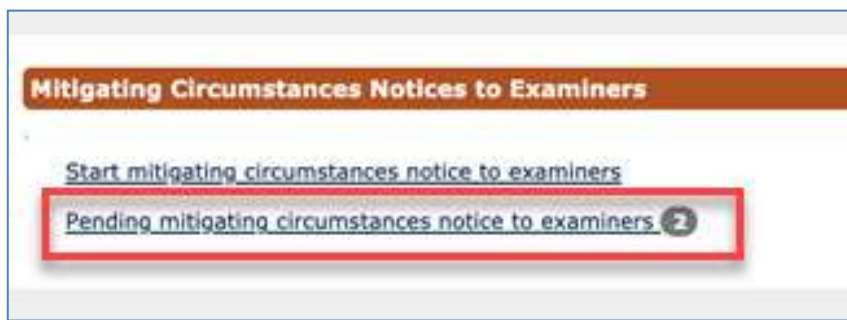 Mitigating Circumstances Notices to Examiners
Start mitigating circumstances notice to examiners
Pending mitigating circumstances notice to examiners 2